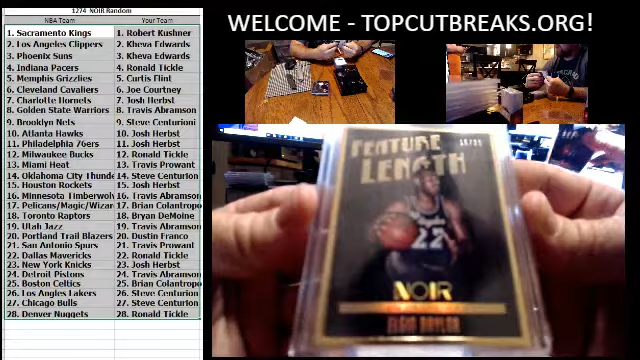 1274 NOIR Random
NBA Team Your Team
1. Sacramento Kings 1. Robert Kushner
2. Los Angeles Clippers 2. Kheva Edwards
3. Phoenix Suns 3. Kheva Edwards
4. Indiana Pacers 4. Ronald Tickle
5. Memphis Grizzlies 5. Curtis Flint
6. Cleveland Cavaliers 6. Joe Courtney
7. Charlotte Hornets 7. Josh Herbst
8. Golden State Warriors 8. Travis Abramson
9. Brooklyn Nets 9. Steve Centurioni
10. Atlanta Hawks 10. Josh Herbst
11. Philadelphia 76ers 11. Josh Herbst
12. Milwaukee Bucks 12. Ronald Tickle
13. Miami Heat 13. Travis Prowant
14. Oklahoma City Thunde 14. Steve Centurion
15. Houston Rockets 15. Josh Herbst
16. Minnesota Timberwolv 16. Travis Abramso
17. Pelicans/Magic/Wizar 17. Brian Colantropo
18. Toronto Raptors 18. Bryan DeMoine
19. Utah Jazz 19. Travis Abramson
20. Portland Trail Blazers 20. Dustin Franco
21. San Antonio Spurs 21. Travis Prowant
22. Dallas Mavericks 22. Ronald Tickle
23. New York Knicks 23. Josh Herbst
24. Detroit Pistons 24. Travis Abramson
25. Boston Celtics 25. Brian Colantropo
26. Los Angeles Lakers 26. Steve Centurion
27. Chicago Bulls 27. Steve Centurion
28. Denver Nuggets 28. Ronald Tickle
WELCOME - TOPCUTBREAKS.ORG!
FEATURE
LENGTH
22
NOIR
ELGIN BAYLOR